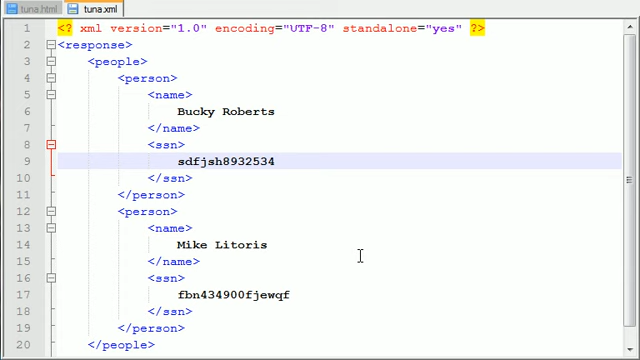 tuna.html tuna.xml
1 <? xml version="1.0" encoding="UTF-8" standalone="yes" ?>
2 <response>
3 <people>
4 <person>
5 <name>
6 Bucky Roberts
7 </name>
8 <ssn>
9 sdfjsh8932534
10 </ssn>
11 </person>
12 <person>
13 <name>
14 Mike Litoris
15 </name>
16 <ssn>
17 fbn434900fjewqf
18 </ssn>
19 </person>
20 </people>